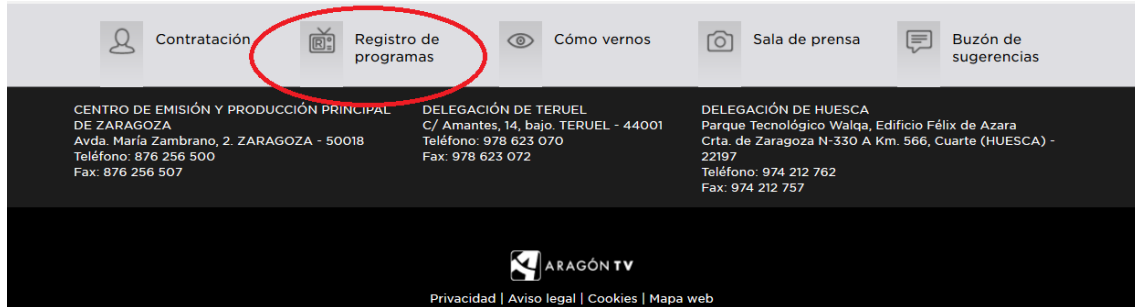 Contratación
Registro de
programas
Cómo vernos
Sala de prensa
Buzón de
sugerencias
CENTRO DE EMISIÓN Y PRODUCCIÓN PRINCIPAL
DE ZARAGOZA
Avda. María Zambrano, 2. ZARAGOZA - 50018
Teléfono: 876 256 500
Fax: 876 256 507
DELEGACIÓN DE TERUEL
C/ Amantes, 14, bajo. TERUEL - 44001
Teléfono: 978 623 070
Fax: 978 623 072
DELEGACIÓN DE HUESCA
Parque Tecnológico Walqa, Edificio Félix de Azara
Crta. de Zaragoza N-330 A Km. 566, Cuarte (HUESCA) -
22197
Teléfono: 974 212 762
Fax: 974 212 757
ARAGÓN TV
Privacidad | Aviso legal | Cookies | Mapa web